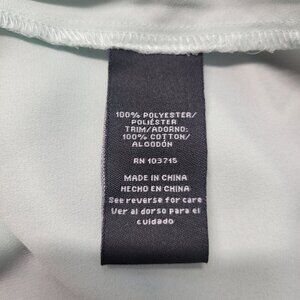 100% POLYESTER/
POLIÉSTER
TRIM/ADORNO:
100% COTTON/
ALGODÓN
RN 103715
MADE IN CHINA
HECHO EN CHINA
See reverse for care
Ver al dorso para el
cuidado